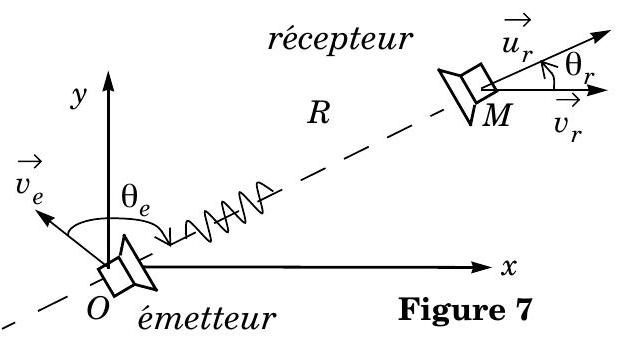 récepteur
u_r
θ_r
y
R
M
v_r
v_e
θ_e
x
O
émetteur
Figure 7